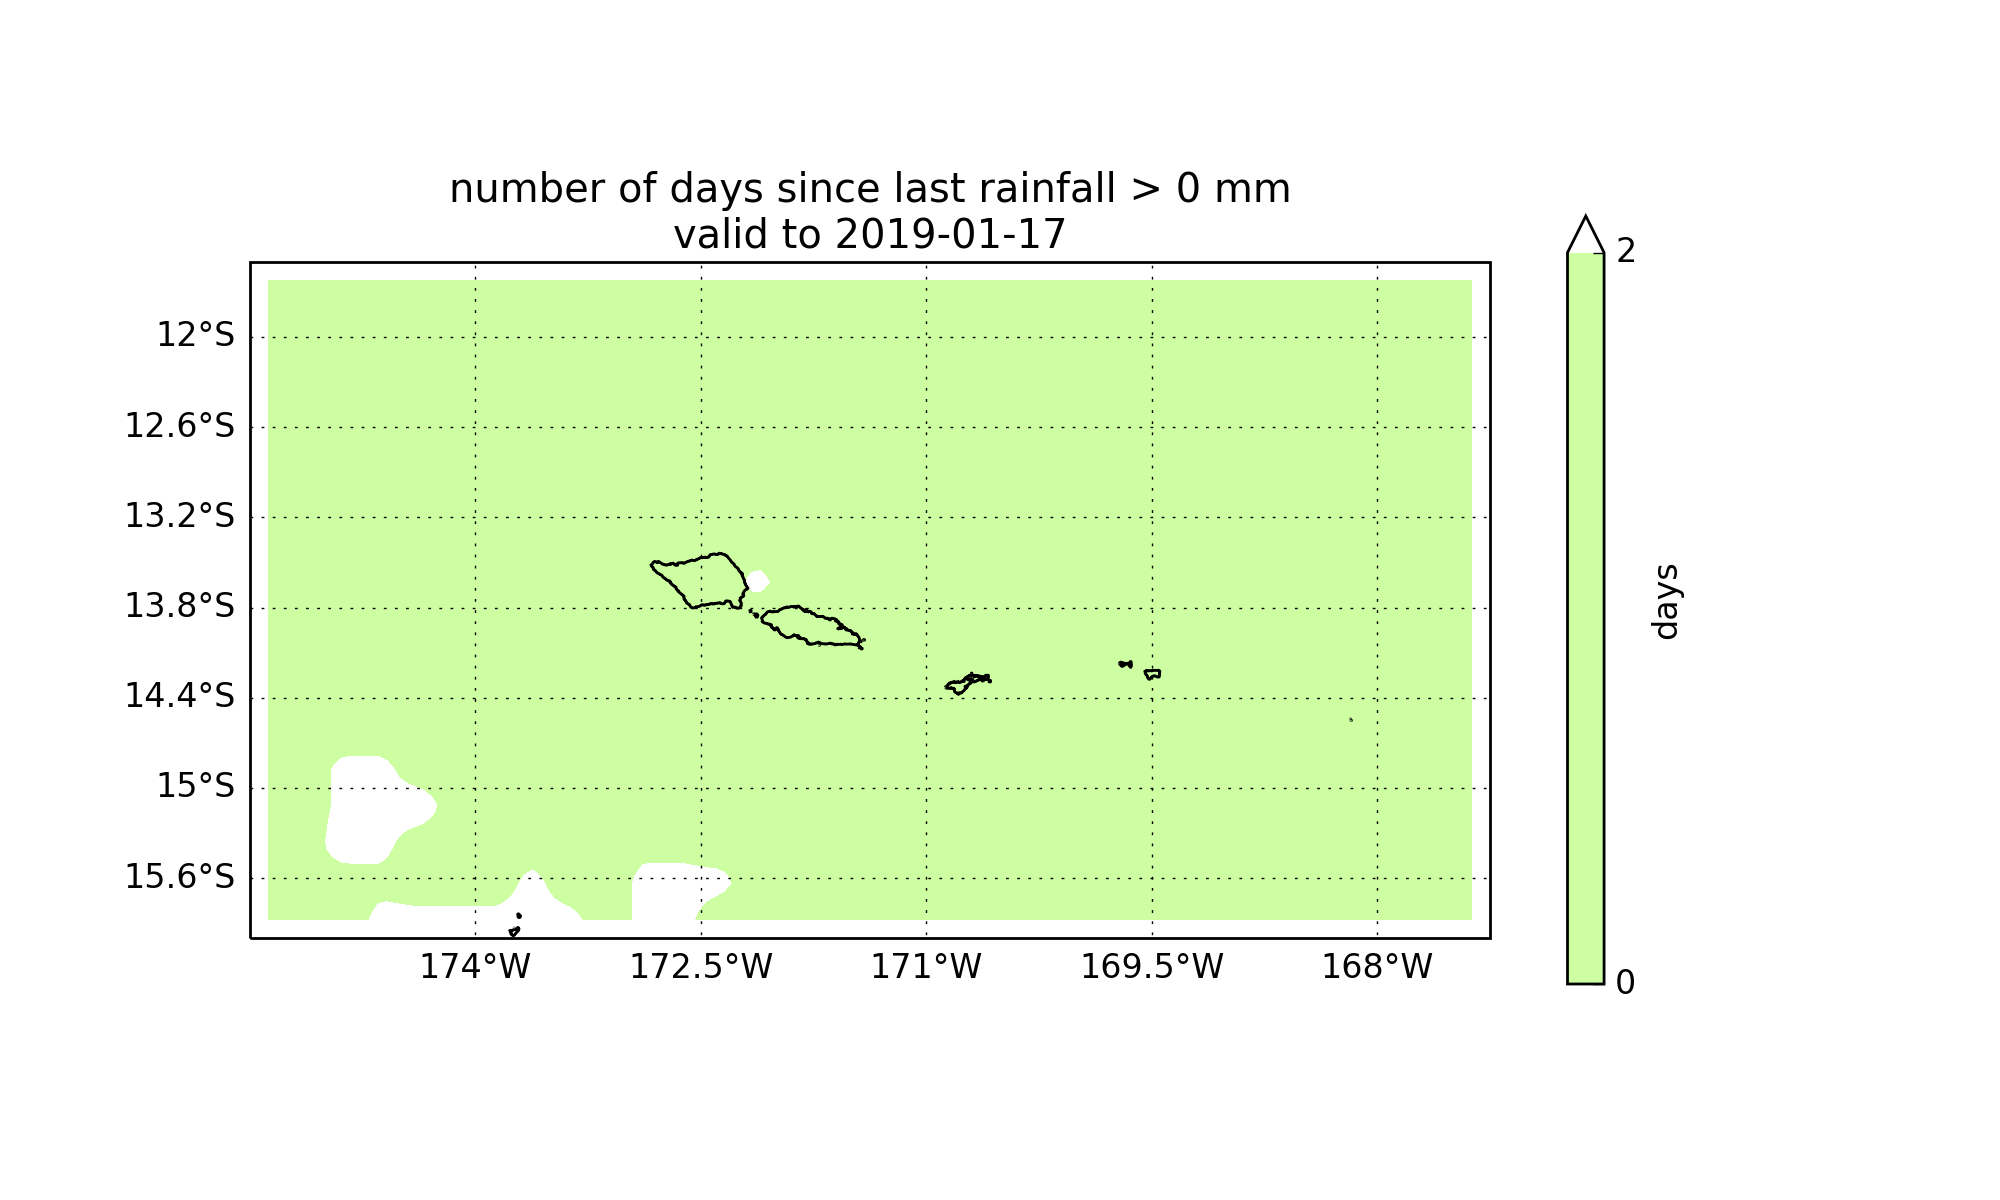 number of days since last rainfall > 0 mm
valid to 2019-01-17
2
12°S
12.6°S
13.2°S
13.8°S
14.4°S
15°S
15.6°S
days
174°W 172.5°W 171°W 169.5°W 168°W
0